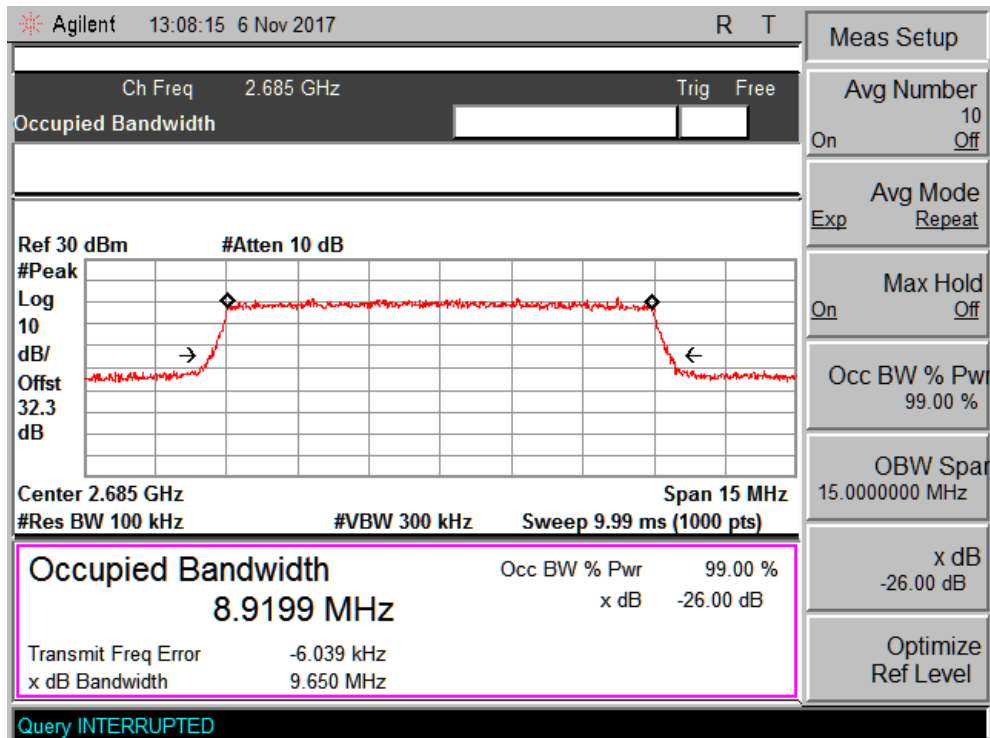 Agilent 13:08:15 6 Nov 2017 R T
Ch Freq 2.685 GHz Trig Free
Occupied Bandwidth
Ref 30 dBm #Atten 10 dB
#Peak
Log
10
dB/
Offst
32.3
dB
Center 2.685 GHz Span 15 MHz
#Res BW 100 kHz #VBW 300 kHz Sweep 9.99 ms (1000 pts)
Occupied Bandwidth Occ BW % Pwr 99.00 %
8.9199 MHz x dB -26.00 dB
Transmit Freq Error -6.039 kHz
x dB Bandwidth 9.650 MHz
Query INTERRUPTED
Meas Setup
Avg Number
10
On Off
Avg Mode
Exp Repeat
Max Hold
On Off
Occ BW % Pwr
99.00 %
OBW Span
15.0000000 MHz
x dB
-26.00 dB
Optimize
Ref Level